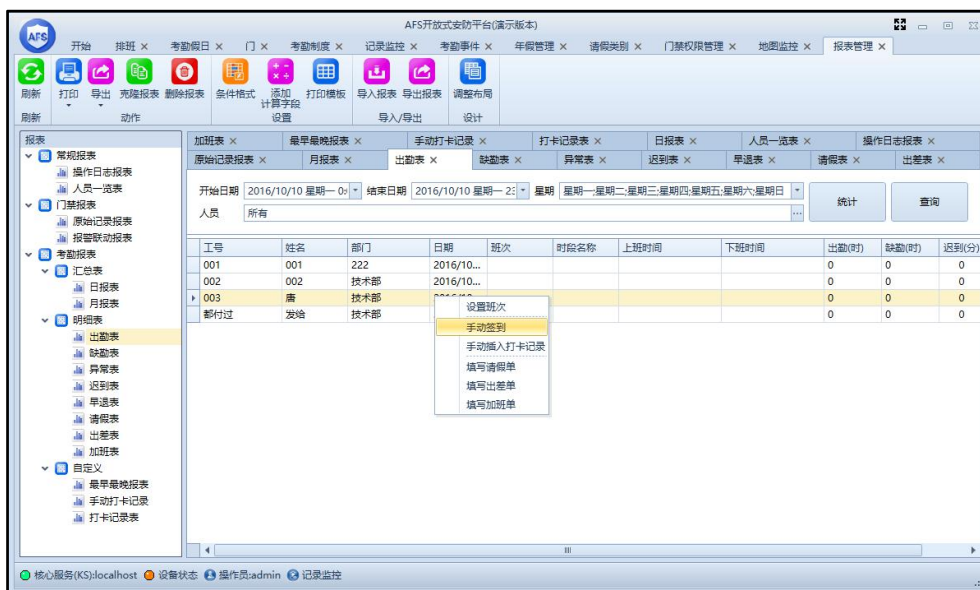 AFS开放式安防平台(演示版本)
AFS
开始 排班 × 考勤假日 × 门 × 考勤制度 × 记录监控 × 考勤事件 × 年假管理 × 请假类别 × 门禁权限管理 × 地图监控 × 报表管理 ×
刷新 打印 导出 克隆报表 删除报表 条件格式 添加 计算字段 打印模板 导入报表 导出报表 调整布局
刷新 动作 设置 导入/导出 设计
报表
常规报表
操作日志报表
人员一览表
门禁报表
原始记录报表
报警联动报表
考勤报表
汇总表
日报表
月报表
明细表
出勤表
缺勤表
异常表
迟到表
早退表
请假表
出差表
加班表
自定义
最早最晚报表
手动打卡记录
打卡记录表
加班表 × 最早最晚报表 × 手动打卡记录 × 打卡记录表 × 日报表 × 人员一览表 × 操作日志报表 ×
原始记录报表 × 月报表 × 出勤表 × 缺勤表 × 异常表 × 迟到表 × 早退表 × 请假表 × 出差表 ×
开始日期 2016/10/10 星期一 0: 结束日期 2016/10/10 星期一 2: 星期 星期一;星期二;星期三;星期四;星期五;星期六;星期日 统计 查询
人员 所有 ...
工号 姓名 部门 日期 班次 时段名称 上班时间 下班时间 出勤(时) 缺勤(时) 迟到(分)
001 001 222 2016/10... 0 0 0
002 002 技术部 2016/10... 0 0 0
003 唐 技术部 0 0 0
都付过 发给 技术部 0 0 0
设置班次
手动签到
手动插入打卡记录
填写请假单
填写出差单
填写加班单
核心服务(KS):localhost 设备状态 操作员:admin 记录监控